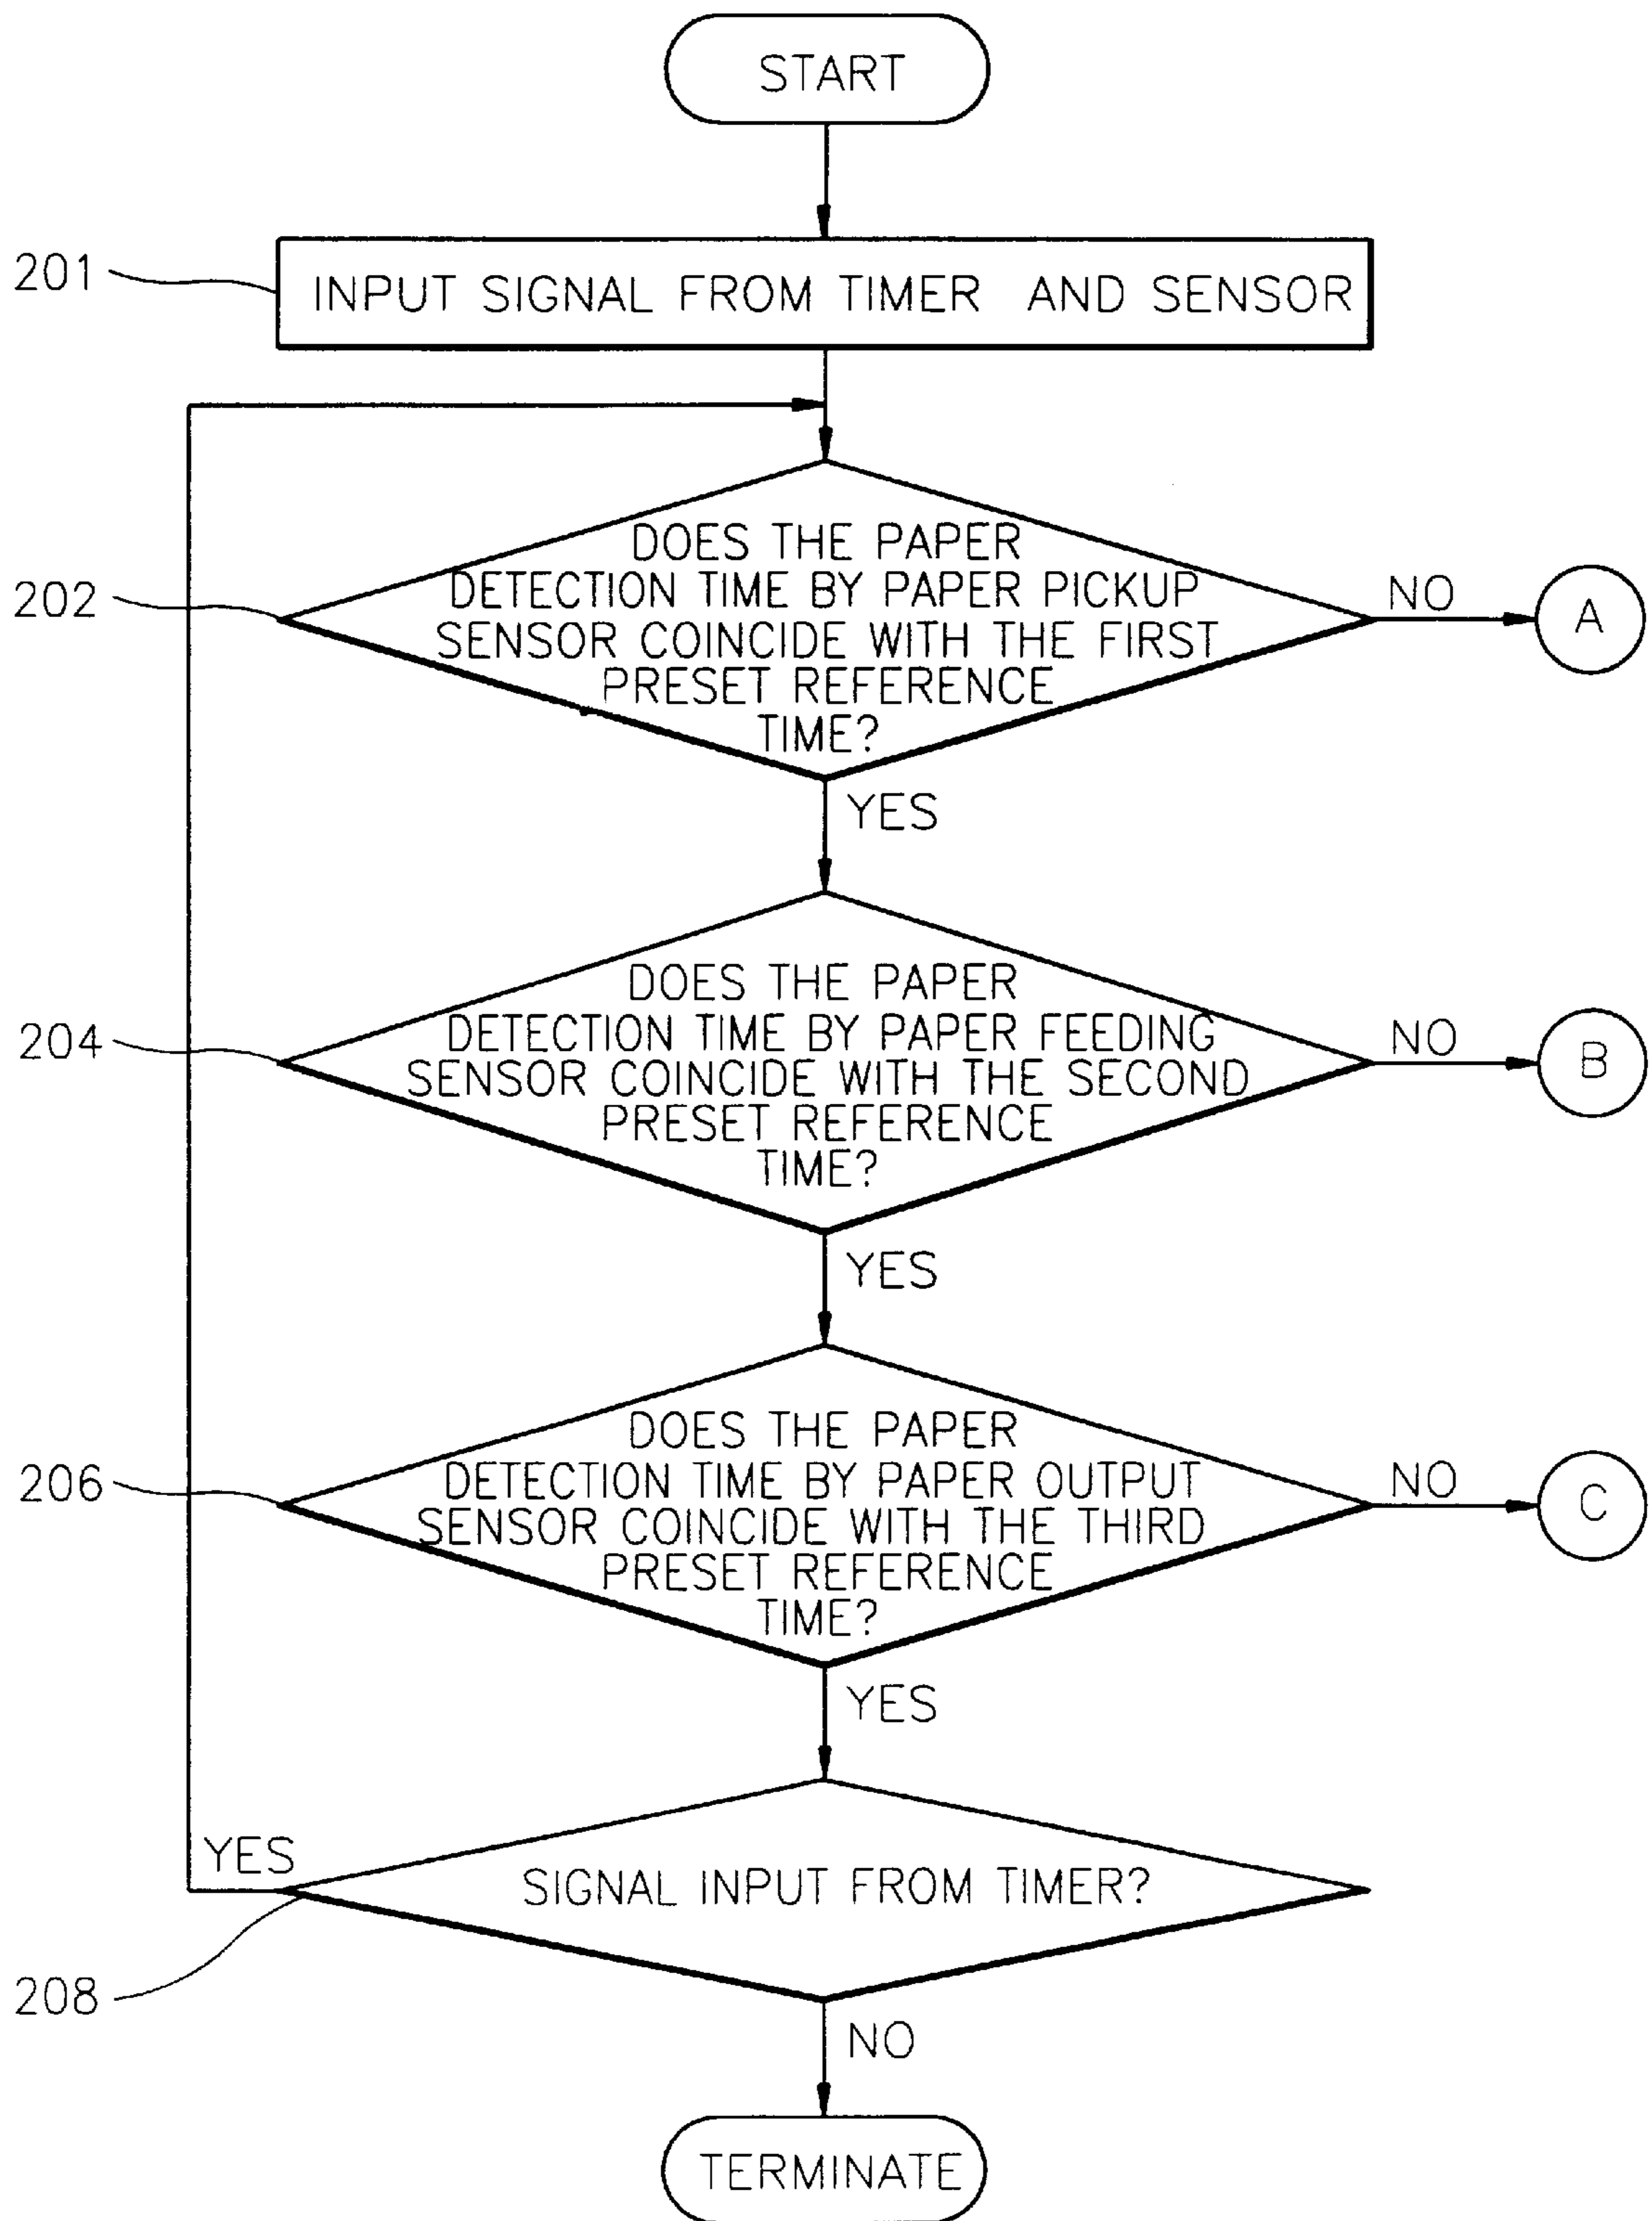 START
201
INPUT SIGNAL FROM TIMER AND SENSOR
202
DOES THE PAPER
DETECTION TIME BY PAPER PICKUP
SENSOR COINCIDE WITH THE FIRST
PRESET REFERENCE
TIME?
NO
A
YES
204
DOES THE PAPER
DETECTION TIME BY PAPER FEEDING
SENSOR COINCIDE WITH THE SECOND
PRESET REFERENCE
TIME?
NO
B
YES
206
DOES THE PAPER
DETECTION TIME BY PAPER OUTPUT
SENSOR COINCIDE WITH THE THIRD
PRESET REFERENCE
TIME?
NO
C
YES
YES
SIGNAL INPUT FROM TIMER?
208
NO
TERMINATE